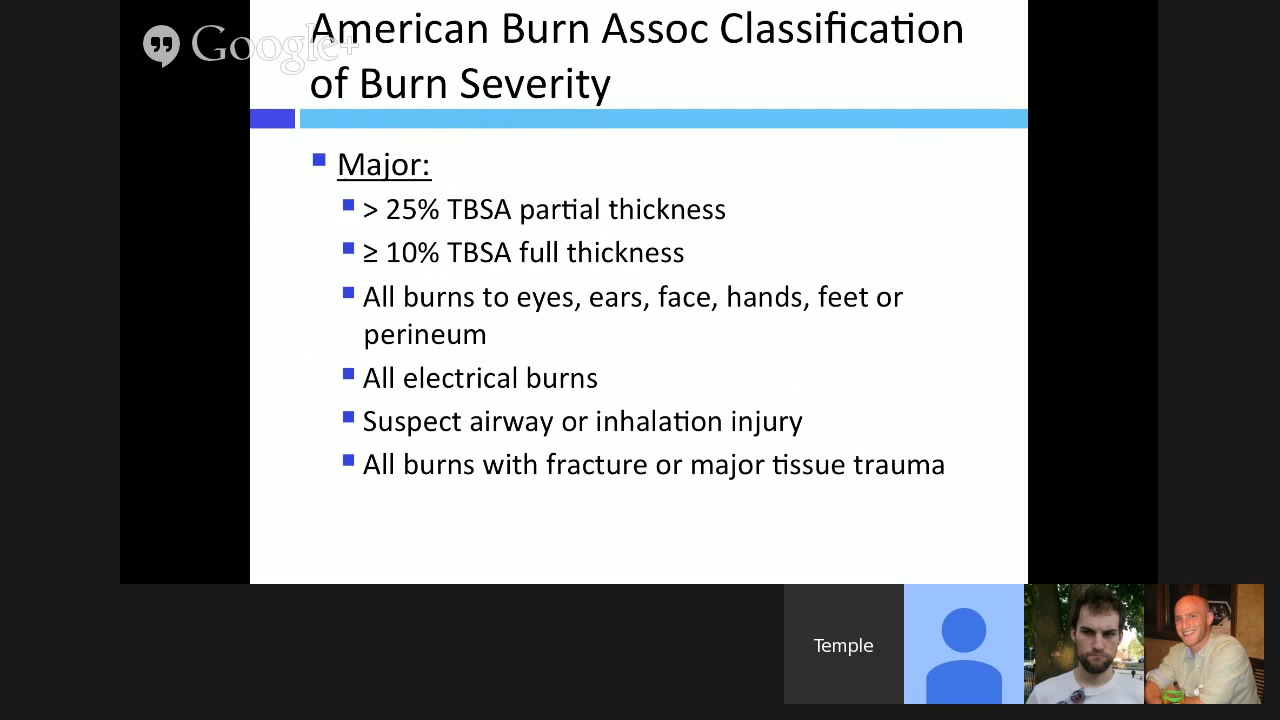 Google+
American Burn Assoc Classification
of Burn Severity
Major:
> 25% TBSA partial thickness
≥ 10% TBSA full thickness
All burns to eyes, ears, face, hands, feet or
perineum
All electrical burns
Suspect airway or inhalation injury
All burns with fracture or major tissue trauma
Temple